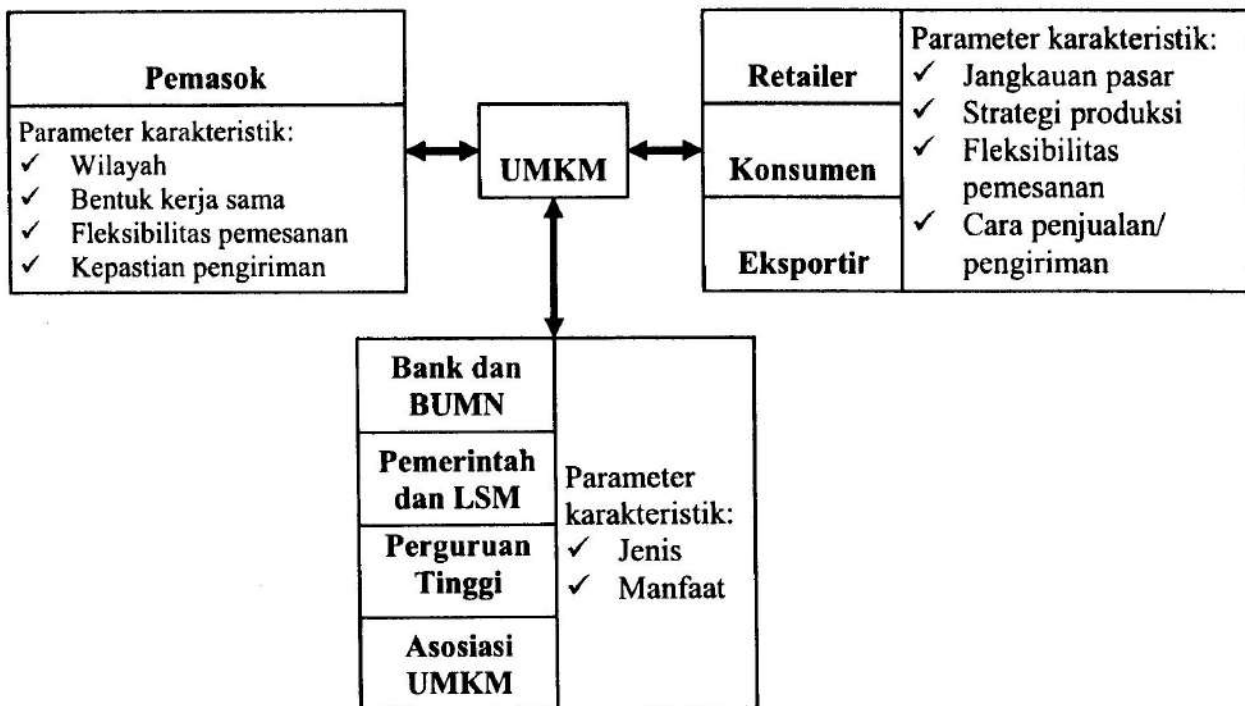 Pemasok
Parameter karakteristik:
✓ Wilayah
✓ Bentuk kerja sama
✓ Fleksibilitas pemesanan
✓ Kepastian pengiriman
UMKM
Retailer
Konsumen
Eksportir
Parameter karakteristik:
✓ Jangkauan pasar
✓ Strategi produksi
✓ Fleksibilitas
pemesanan
✓ Cara penjualan/
pengiriman
Bank dan
BUMN
Pemerintah
dan LSM
Perguruan
Tinggi
Asosiasi
UMKM
Parameter
karakteristik:
✓ Jenis
✓ Manfaat